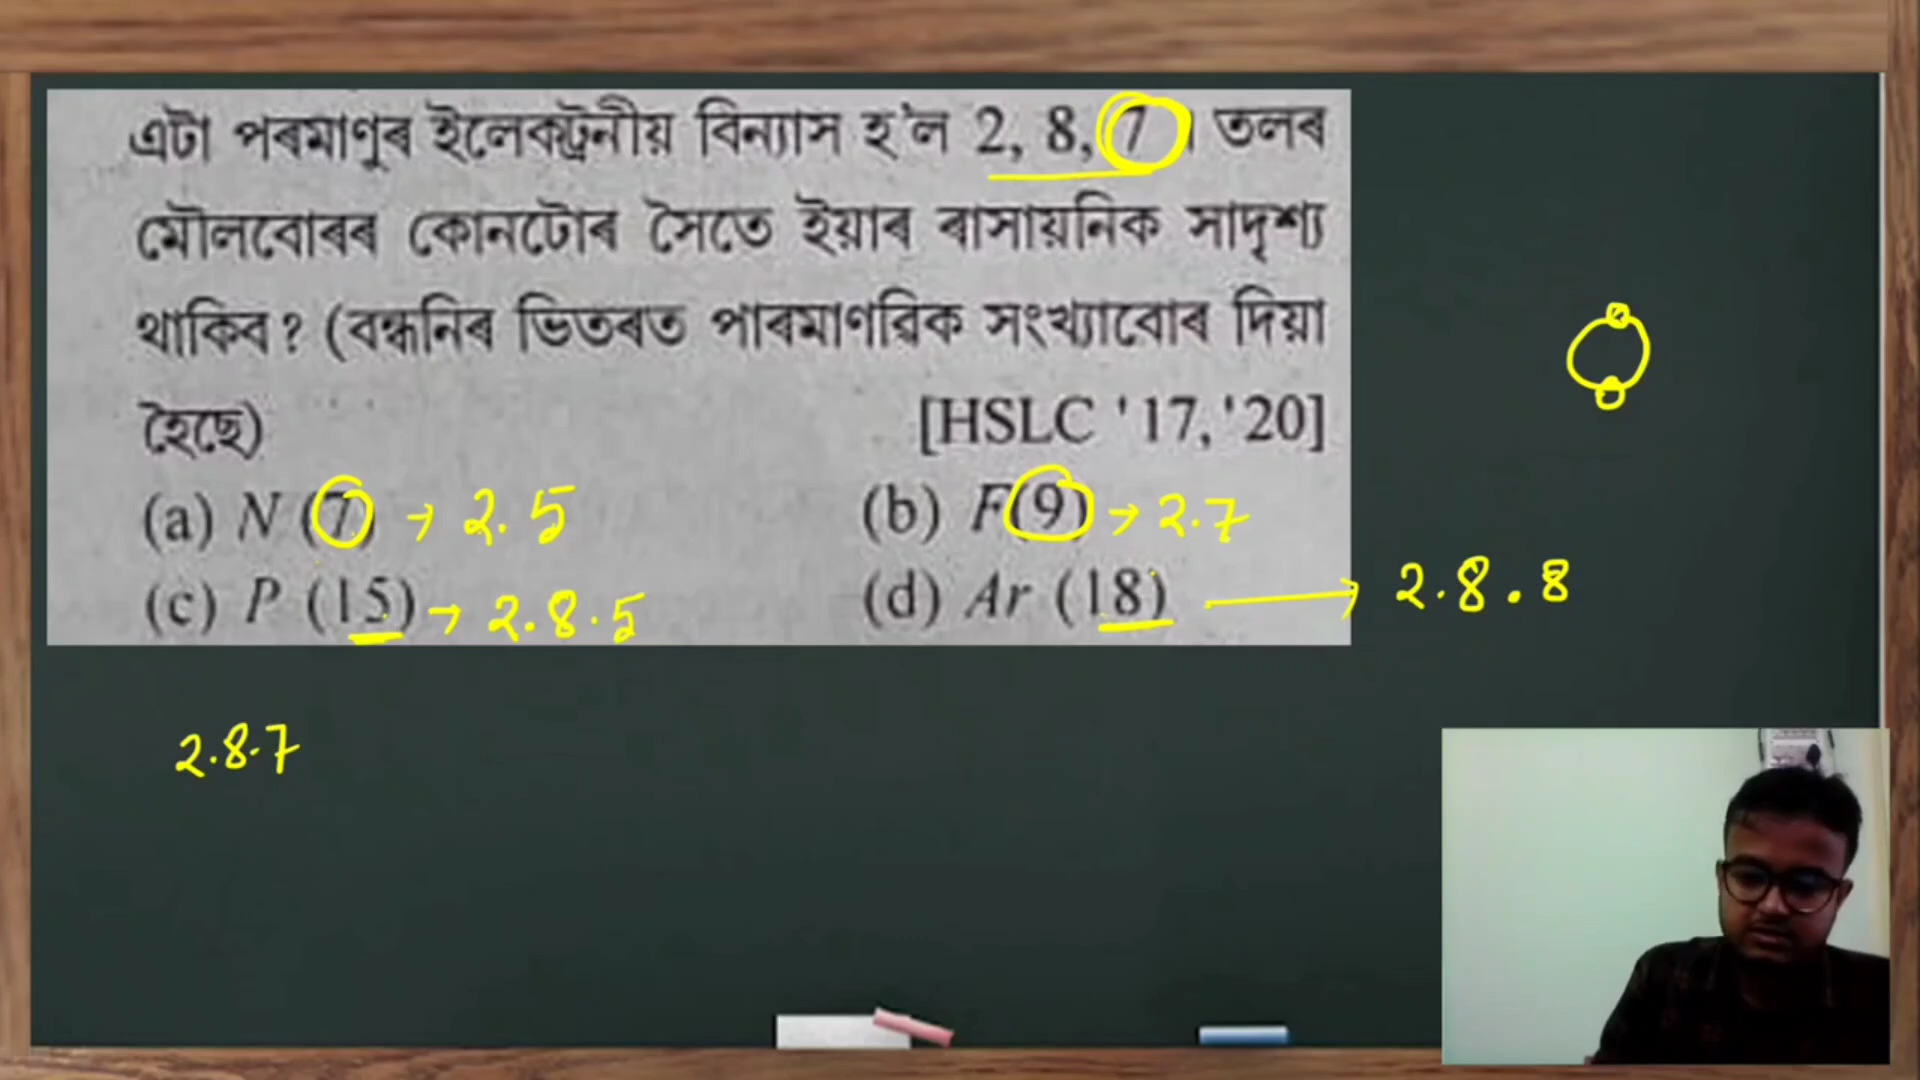 এটা পৰমাণুৰ ইলেকট্ৰনীয় বিন্যাস হ'ল 2, 8, 7 । তলৰ
মৌলবোৰৰ কোনটোৰ সৈতে ইয়াৰ ৰাসায়নিক সাদৃশ্য
থাকিব? (বন্ধনিৰ ভিতৰত পাৰমাণৱিক সংখ্যাবোৰ দিয়া
হৈছে) [HSLC '17, '20]
(a) N (7) → 2.5 (b) F(9) → 2.7
(c) P (15) → 2.8.5 (d) Ar (18) → 2.8.8
2.8.7